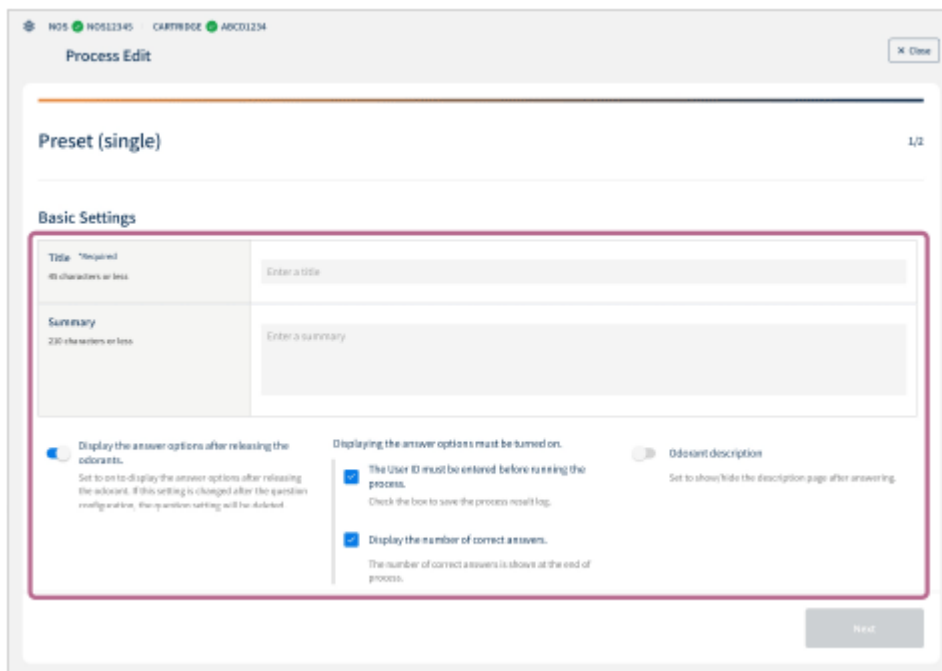 NOS NOS12345 CARTRIDGE ABCD1234
Process Edit
× Close
Preset (single)
1/2
Basic Settings
Title *Required
characters or less
Enter a title
Summary
characters or less
Enter a summary
Display the answer options after releasing the
odorants.
Set to on to display the answer options after releasing
the odorant. If this setting is changed after the question
configuration, the question setting will be deleted
Displaying the answer options must be turned on.
The User ID must be entered before running the
process.
Check the box to save the process result log.
Display the number of correct answers.
The number of correct answers is shown at the end of
process.
Odorant description
Set to show/hide the description page after answering.
Next